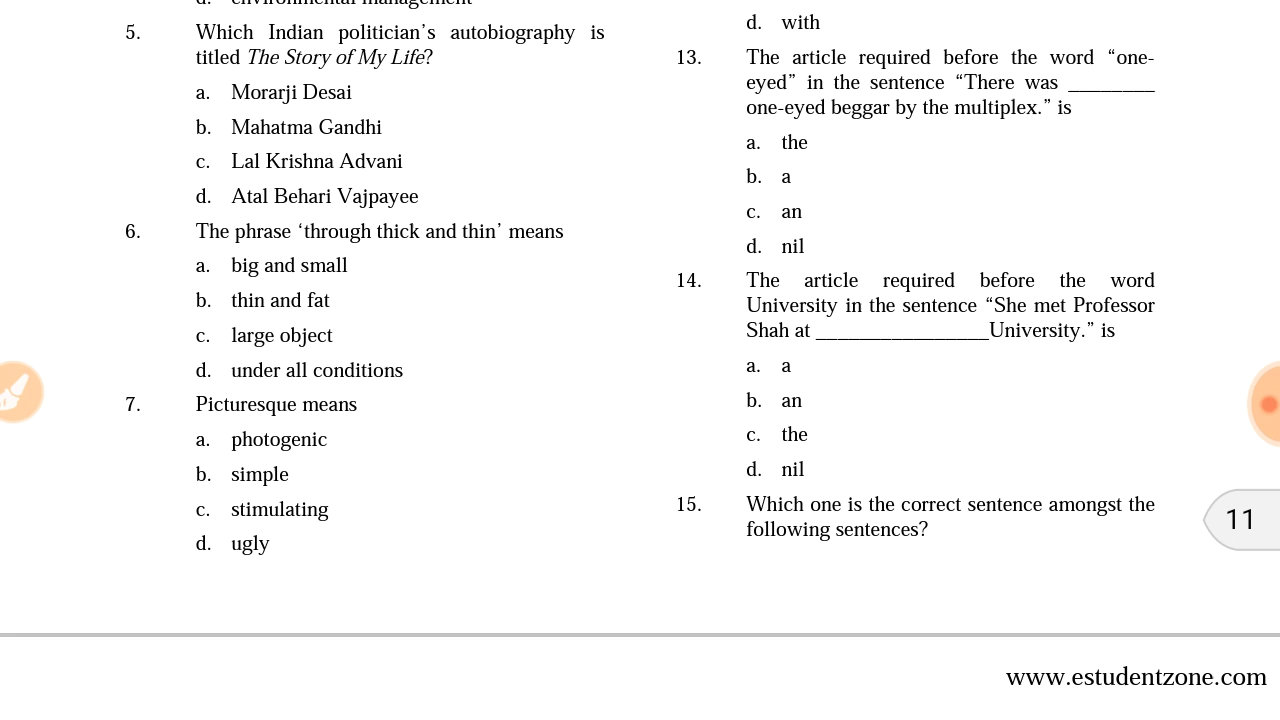 d. environmental management
5. Which Indian politician's autobiography is
titled The Story of My Life?
a. Morarji Desai
b. Mahatma Gandhi
c. Lal Krishna Advani
d. Atal Behari Vajpayee
6. The phrase ‘through thick and thin’ means
a. big and small
b. thin and fat
c. large object
d. under all conditions
7. Picturesque means
a. photogenic
b. simple
c. stimulating
d. ugly
d. with
13. The article required before the word “one-
eyed” in the sentence “There was ________
one-eyed beggar by the multiplex.” is
a. the
b. a
c. an
d. nil
14. The article required before the word
University in the sentence “She met Professor
Shah at ________________University.” is
a. a
b. an
c. the
d. nil
15. Which one is the correct sentence amongst the
following sentences?
11
www.estudentzone.com